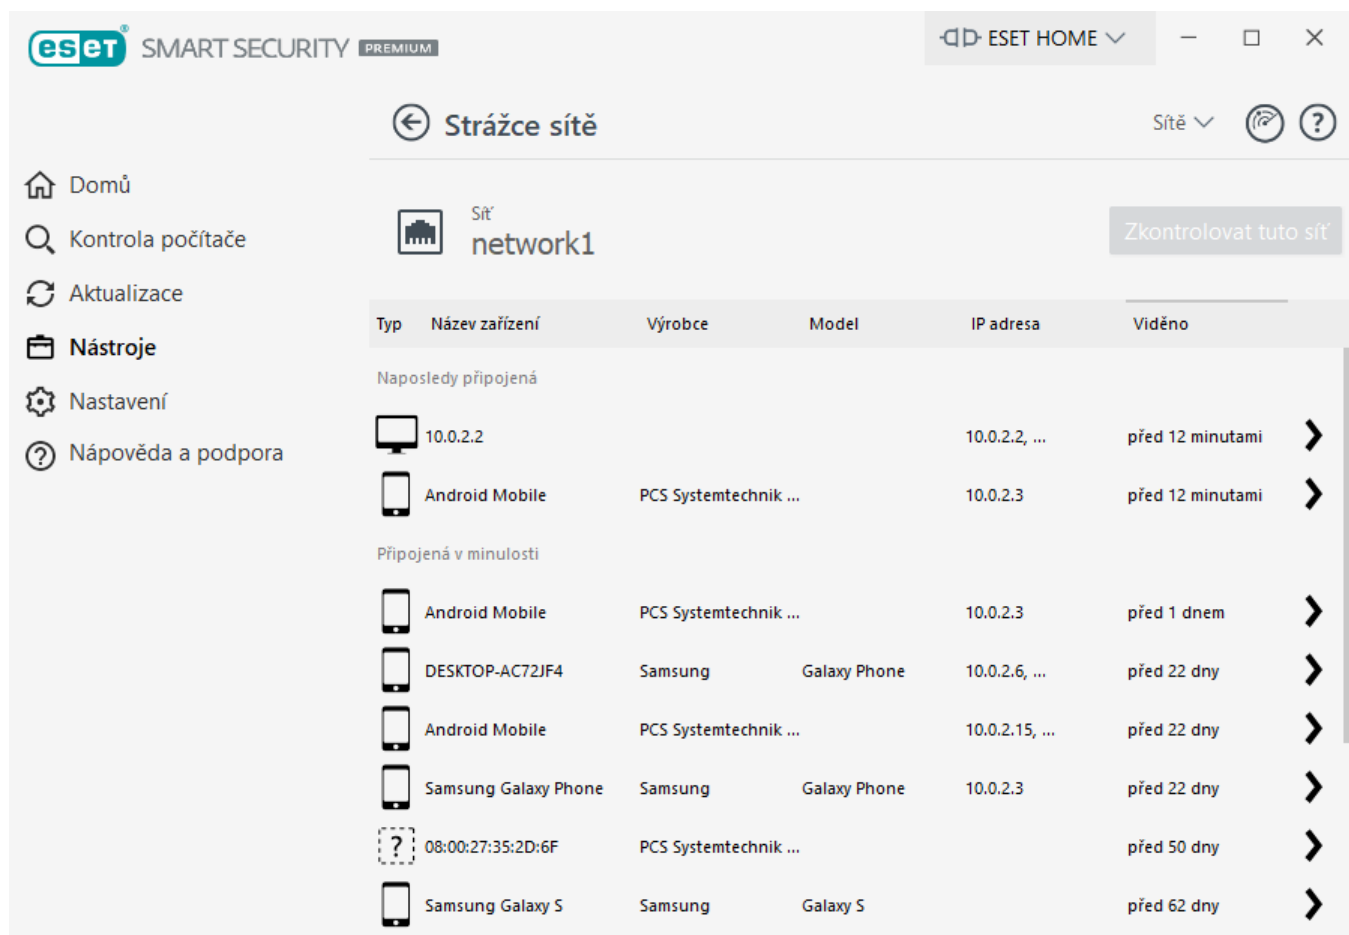 eset® SMART SECURITY PREMIUM
ESET HOME
Strážce sítě
Sítě
?
Domů
Kontrola počítače
Aktualizace
Nástroje
Nastavení
Nápověda a podpora
Síť
network1
Zkontrolovat tuto síť
Typ Název zařízení Výrobce Model IP adresa Viděno
Naposledy připojená
10.0.2.2 10.0.2.2, ... před 12 minutami
Android Mobile PCS Systemtechnik ... 10.0.2.3 před 12 minutami
Připojená v minulosti
Android Mobile PCS Systemtechnik ... 10.0.2.3 před 1 dnem
DESKTOP-AC72JF4 Samsung Galaxy Phone 10.0.2.6, ... před 22 dny
Android Mobile PCS Systemtechnik ... 10.0.2.15, ... před 22 dny
Samsung Galaxy Phone Samsung Galaxy Phone 10.0.2.3 před 22 dny
? 08:00:27:35:2D:6F PCS Systemtechnik ... před 50 dny
Samsung Galaxy S Samsung Galaxy S před 62 dny